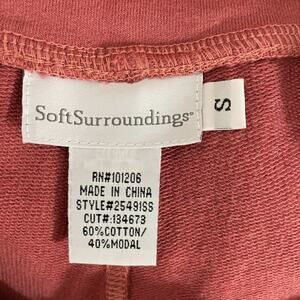 SoftSurroundings®
S
RN#101206
MADE IN CHINA
STYLE#25491SS
CUT#:134673
60%COTTON/
40%MODAL